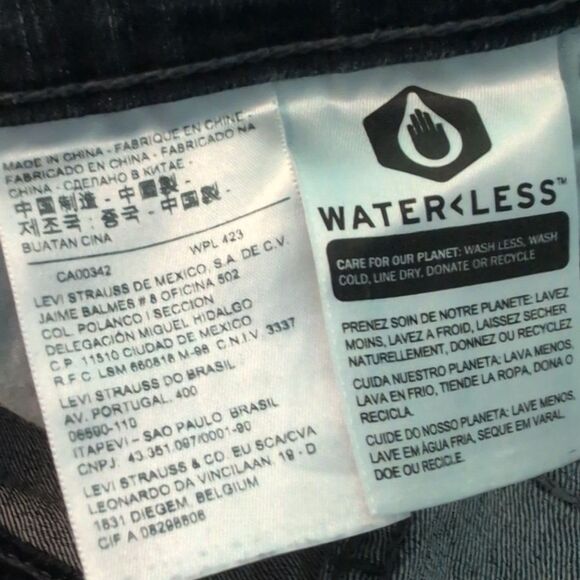 MADE IN CHINA - FABRIQUE EN CHINE -
FABRICADO EN CHINA - FABRICADO NA
CHINA - СДЕЛАНО В КИТАЕ -
中国制造 - 中国製 -
제조국 : 중국 - 中國製 -
BUATAN CINA
CA00342 WPL 423
LEVI STRAUSS DE MEXICO, S.A. DE C.V.
JAIME BALMES # 8 OFICINA 502
COL. POLANCO I SECCION
DELEGACIÓN MIGUEL HIDALGO
C.P. 11510 CIUDAD DE MEXICO
R.F.C. LSM 660816 M-98 C.N.I.V. 3337
LEVI STRAUSS DO BRASIL
AV. PORTUGAL, 400
06690-110
ITAPEVI - SAO PAULO BRASIL
CNPJ: 43.351.097/0001-90
LEVI STRAUSS & CO. EU SCA/CVA
LEONARDO DA VINCILAAN 19 - D
1831 DIEGEM, BELGIUM
CIF A 08298806
WATER<LESS™
CARE FOR OUR PLANET: WASH LESS, WASH
COLD, LINE DRY, DONATE OR RECYCLE
PRENEZ SOIN DE NOTRE PLANETE: LAVEZ
MOINS, LAVEZ A FROID, LAISSEZ SECHER
NATURELLEMENT, DONNEZ OU RECYCLEZ
CUIDA NUESTRO PLANETA: LAVA MENOS,
LAVA EN FRIO, TIENDE LA ROPA, DONA O
RECICLA.
CUIDE DO NOSSO PLANETA: LAVE MENOS,
LAVE EM ÁGUA FRIA, SEQUE EM VARAL.
DOE OU RECICLE.